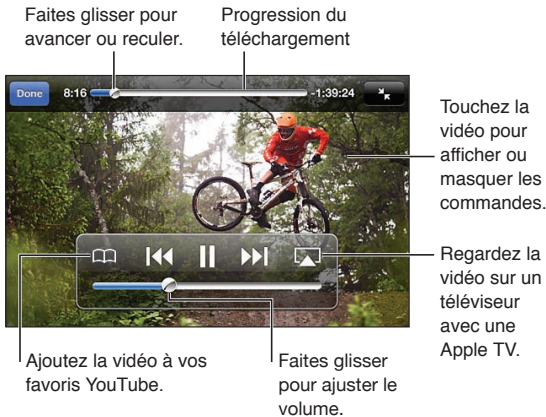 Faites glisser pour
avancer ou reculer.
Progression du
téléchargement
Done
8:16
-1:39:24
Touchez la
vidéo pour
afficher ou
masquer les
commandes.
Regardez la
vidéo sur un
téléviseur
avec une
Apple TV.
Ajoutez la vidéo à vos
favoris YouTube.
Faites glisser
pour ajuster le
volume.